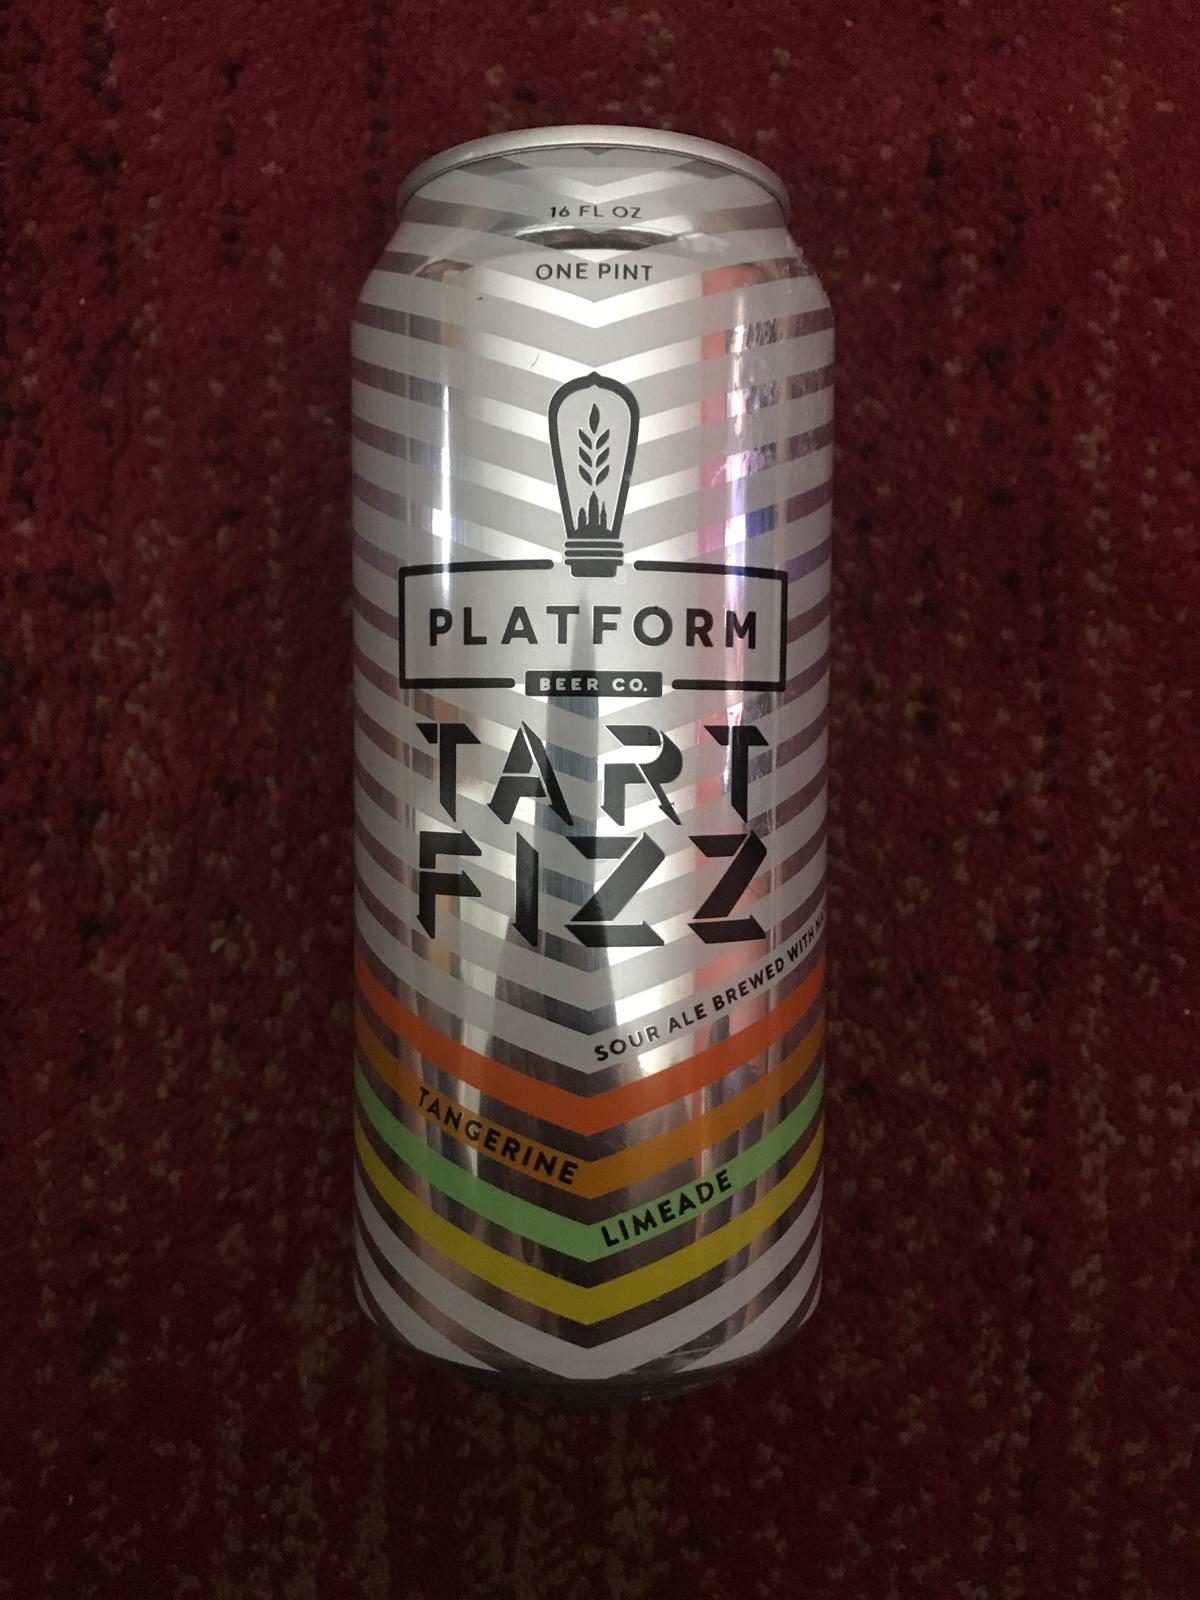 16 FL OZ
ONE PINT
PLATFORM
BEER CO.
TART
FIZZ
SOUR ALE BREWED WITH
TANGERINE
LIMEADE